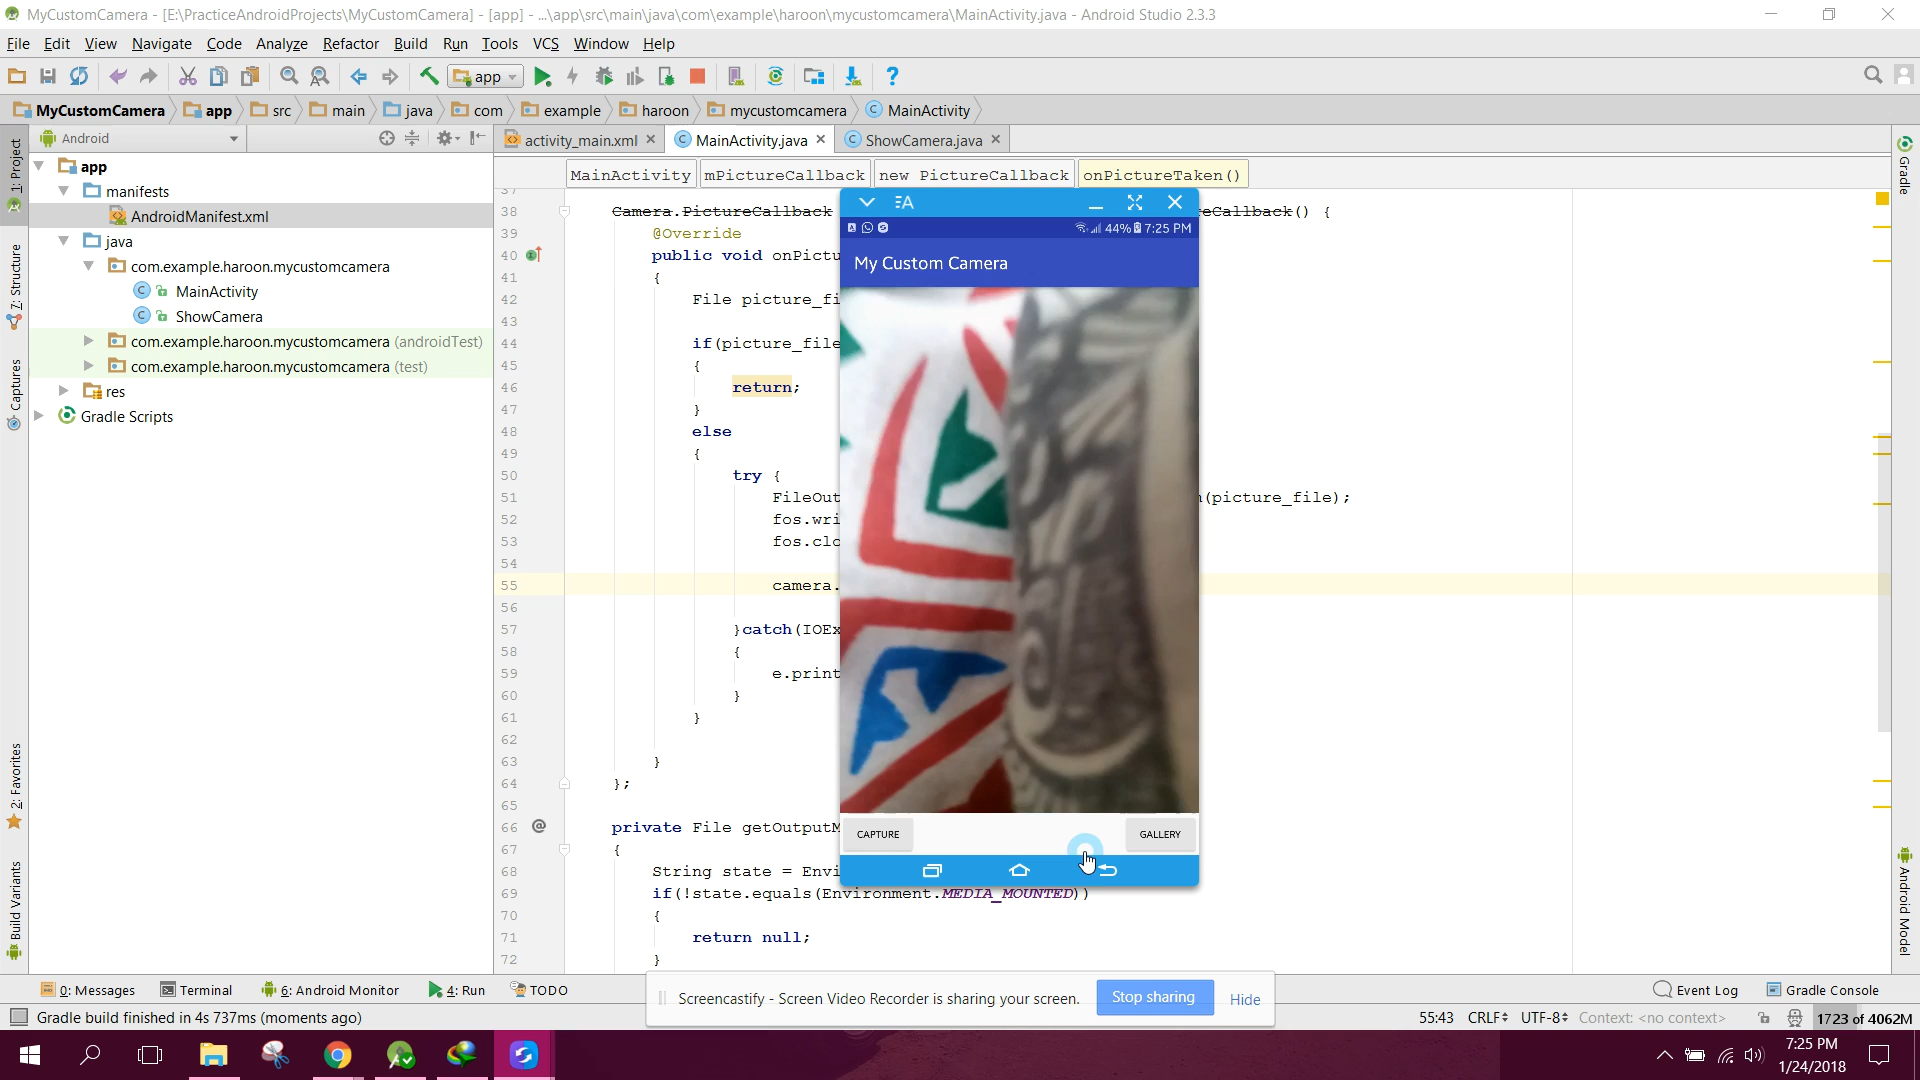 MyCustomCamera - [E:\PracticeAndroidProjects\MyCustomCamera] - [app] - ...\app\src\main\java\com\example\haroon\mycustomcamera\MainActivity.java - Android Studio 2.3.3
File Edit View Navigate Code Analyze Refactor Build Run Tools VCS Window Help
app
MyCustomCamera app src main java com example haroon mycustomcamera MainActivity
Android
activity_main.xml MainActivity.java ShowCamera.java
MainActivity mPictureCallback new PictureCallback onPictureTaken()
1: Project
7: Structure
Captures
2: Favorites
Build Variants
app
manifests
AndroidManifest.xml
java
com.example.haroon.mycustomcamera
MainActivity
ShowCamera
com.example.haroon.mycustomcamera (androidTest)
com.example.haroon.mycustomcamera (test)
res
Gradle Scripts
37
38 Camera.PictureCallback eCallback() {
39 @Override
40 public void onPictu
41 {
42 File picture_fi
43
44 if(picture_file
45 {
46 return;
47 }
48 else
49 {
50 try {
51 FileOut (picture_file);
52 fos.wri
53 fos.clo
54
55 camera.
56
57 }catch(IOEx
58 {
59 e.print
60 }
61 }
62
63 }
64 };
65
66 private File getOutputM
67 {
68 String state = Envi
69 if(!state.equals(Environment.MEDIA_MOUNTED))
70 {
71 return null;
72 }
A
44% 7:25 PM
My Custom Camera
CAPTURE GALLERY
Gradle
Android Model
0: Messages Terminal 6: Android Monitor 4: Run TODO
Screencastify - Screen Video Recorder is sharing your screen. Stop sharing Hide
Event Log Gradle Console
Gradle build finished in 4s 737ms (moments ago)
55:43 CRLF UTF-8 Context: <no context> 1723 of 4062M
7:25 PM
1/24/2018